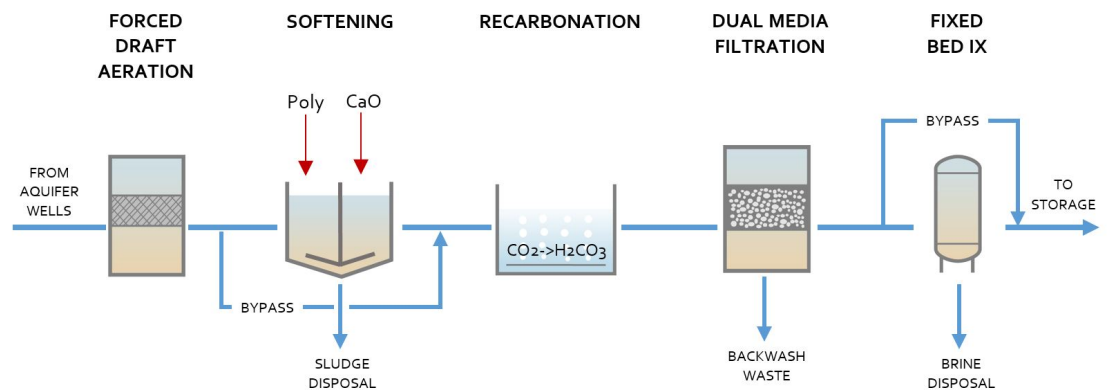 FORCED
DRAFT
AERATION
SOFTENING
RECARBONATION
DUAL MEDIA
FILTRATION
FIXED
BED IX
Poly
CaO
BYPASS
FROM
AQUIFER
WELLS
TO
STORAGE
CO2->H2CO3
BYPASS
SLUDGE
DISPOSAL
BACKWASH
WASTE
BRINE
DISPOSAL